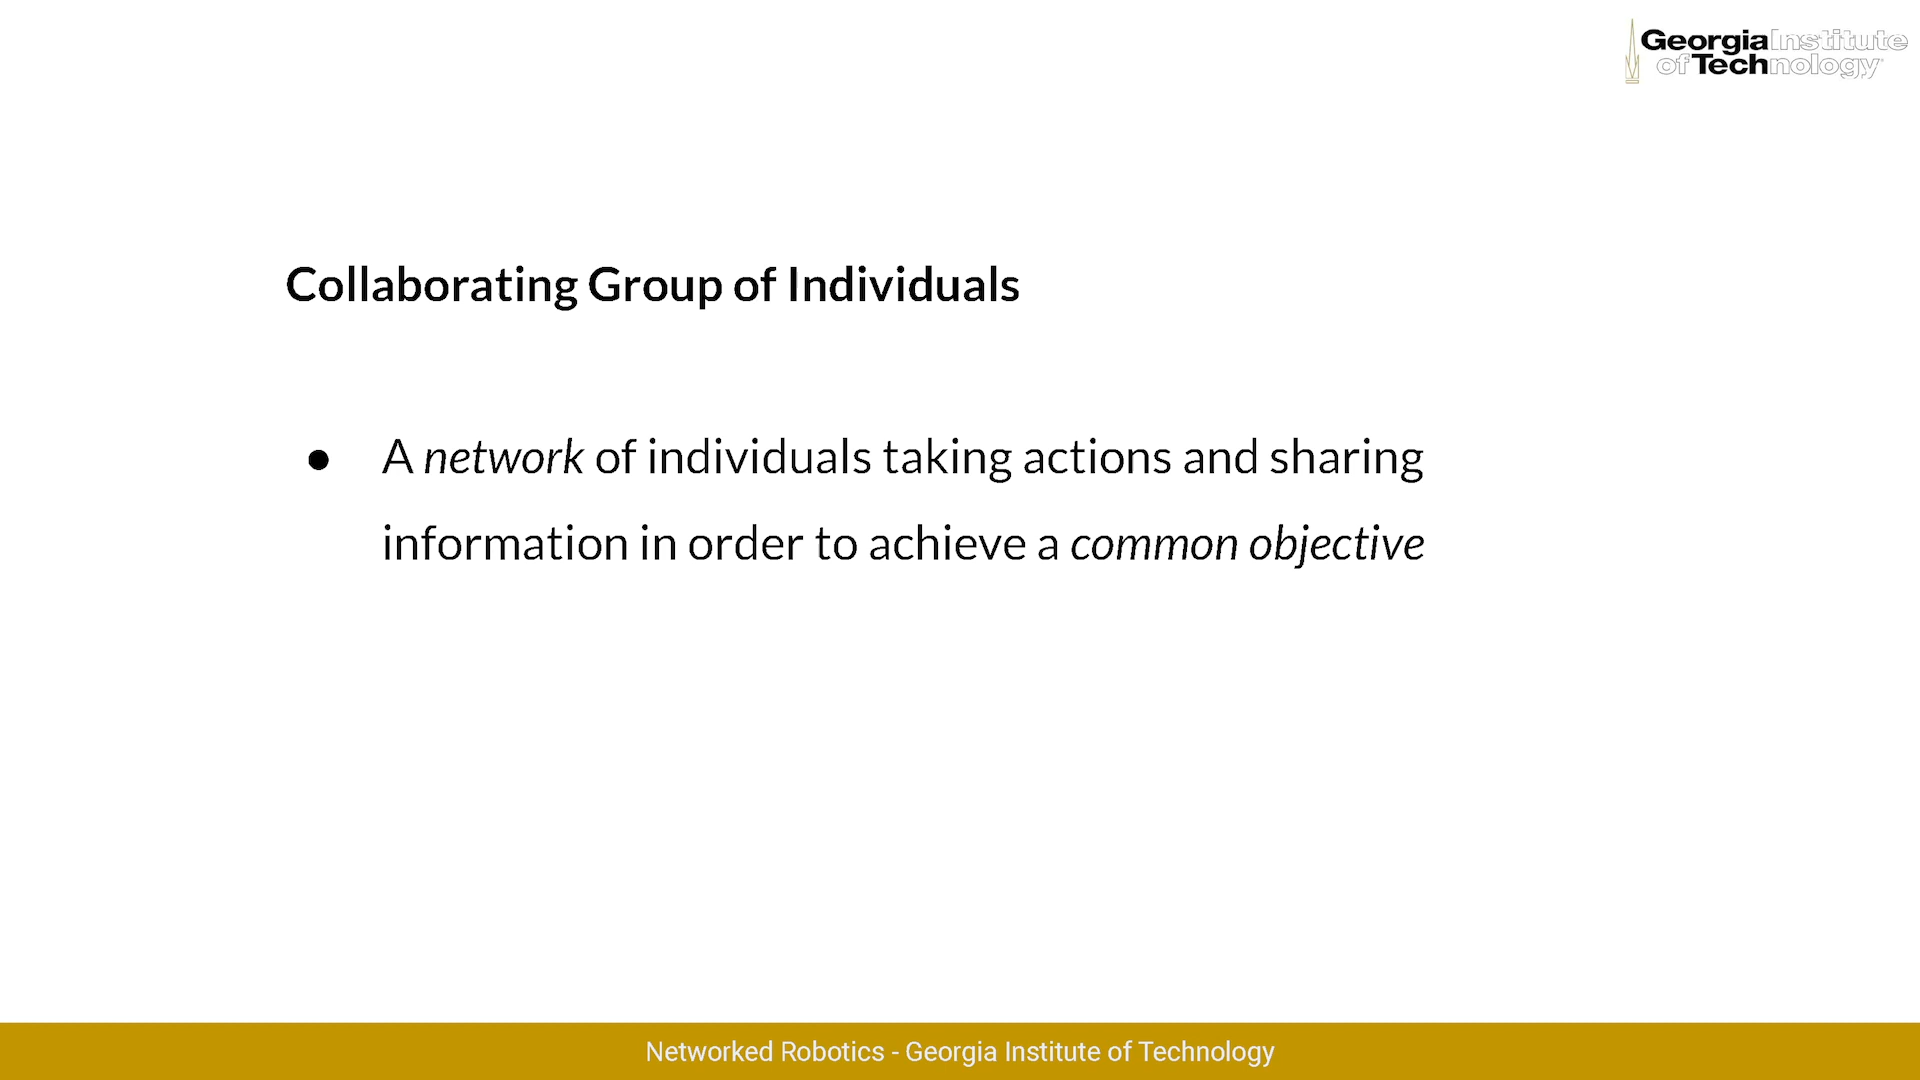 Georgia Institute
of Technology
Collaborating Group of Individuals
● A network of individuals taking actions and sharing
information in order to achieve a common objective
Networked Robotics - Georgia Institute of Technology